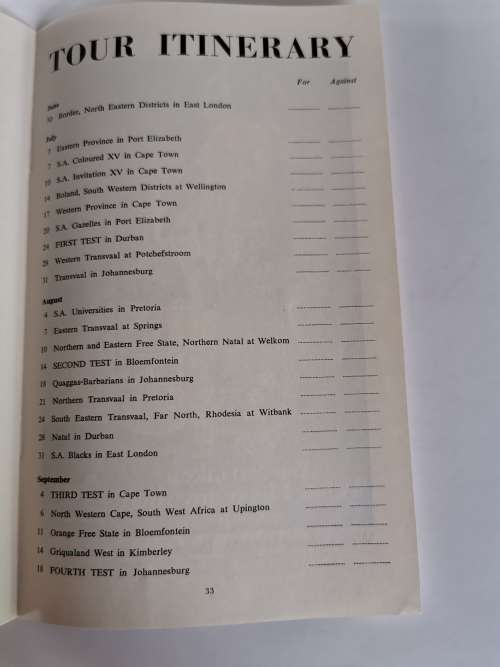 TOUR ITINERARY
For Against
June
30 Border, North Eastern Districts in East London
July
3 Eastern Province in Port Elizabeth
7 S.A. Coloured XV in Cape Town
10 S.A. Invitation XV in Cape Town
14 Boland, South Western Districts at Wellington
17 Western Province in Cape Town
20 S.A. Gazelles in Port Elizabeth
24 FIRST TEST in Durban
28 Western Transvaal at Potchefstroom
31 Transvaal in Johannesburg
August
4 S.A. Universities in Pretoria
7 Eastern Transvaal at Springs
10 Northern and Eastern Free State, Northern Natal at Welkom
14 SECOND TEST in Bloemfontein
18 Quaggas-Barbarians in Johannesburg
21 Northern Transvaal in Pretoria
24 South Eastern Transvaal, Far North, Rhodesia at Witbank
28 Natal in Durban
31 S.A. Blacks in East London
September
4 THIRD TEST in Cape Town
6 North Western Cape, South West Africa at Upington
11 Orange Free State in Bloemfontein
14 Griqualand West in Kimberley
18 FOURTH TEST in Johannesburg
33